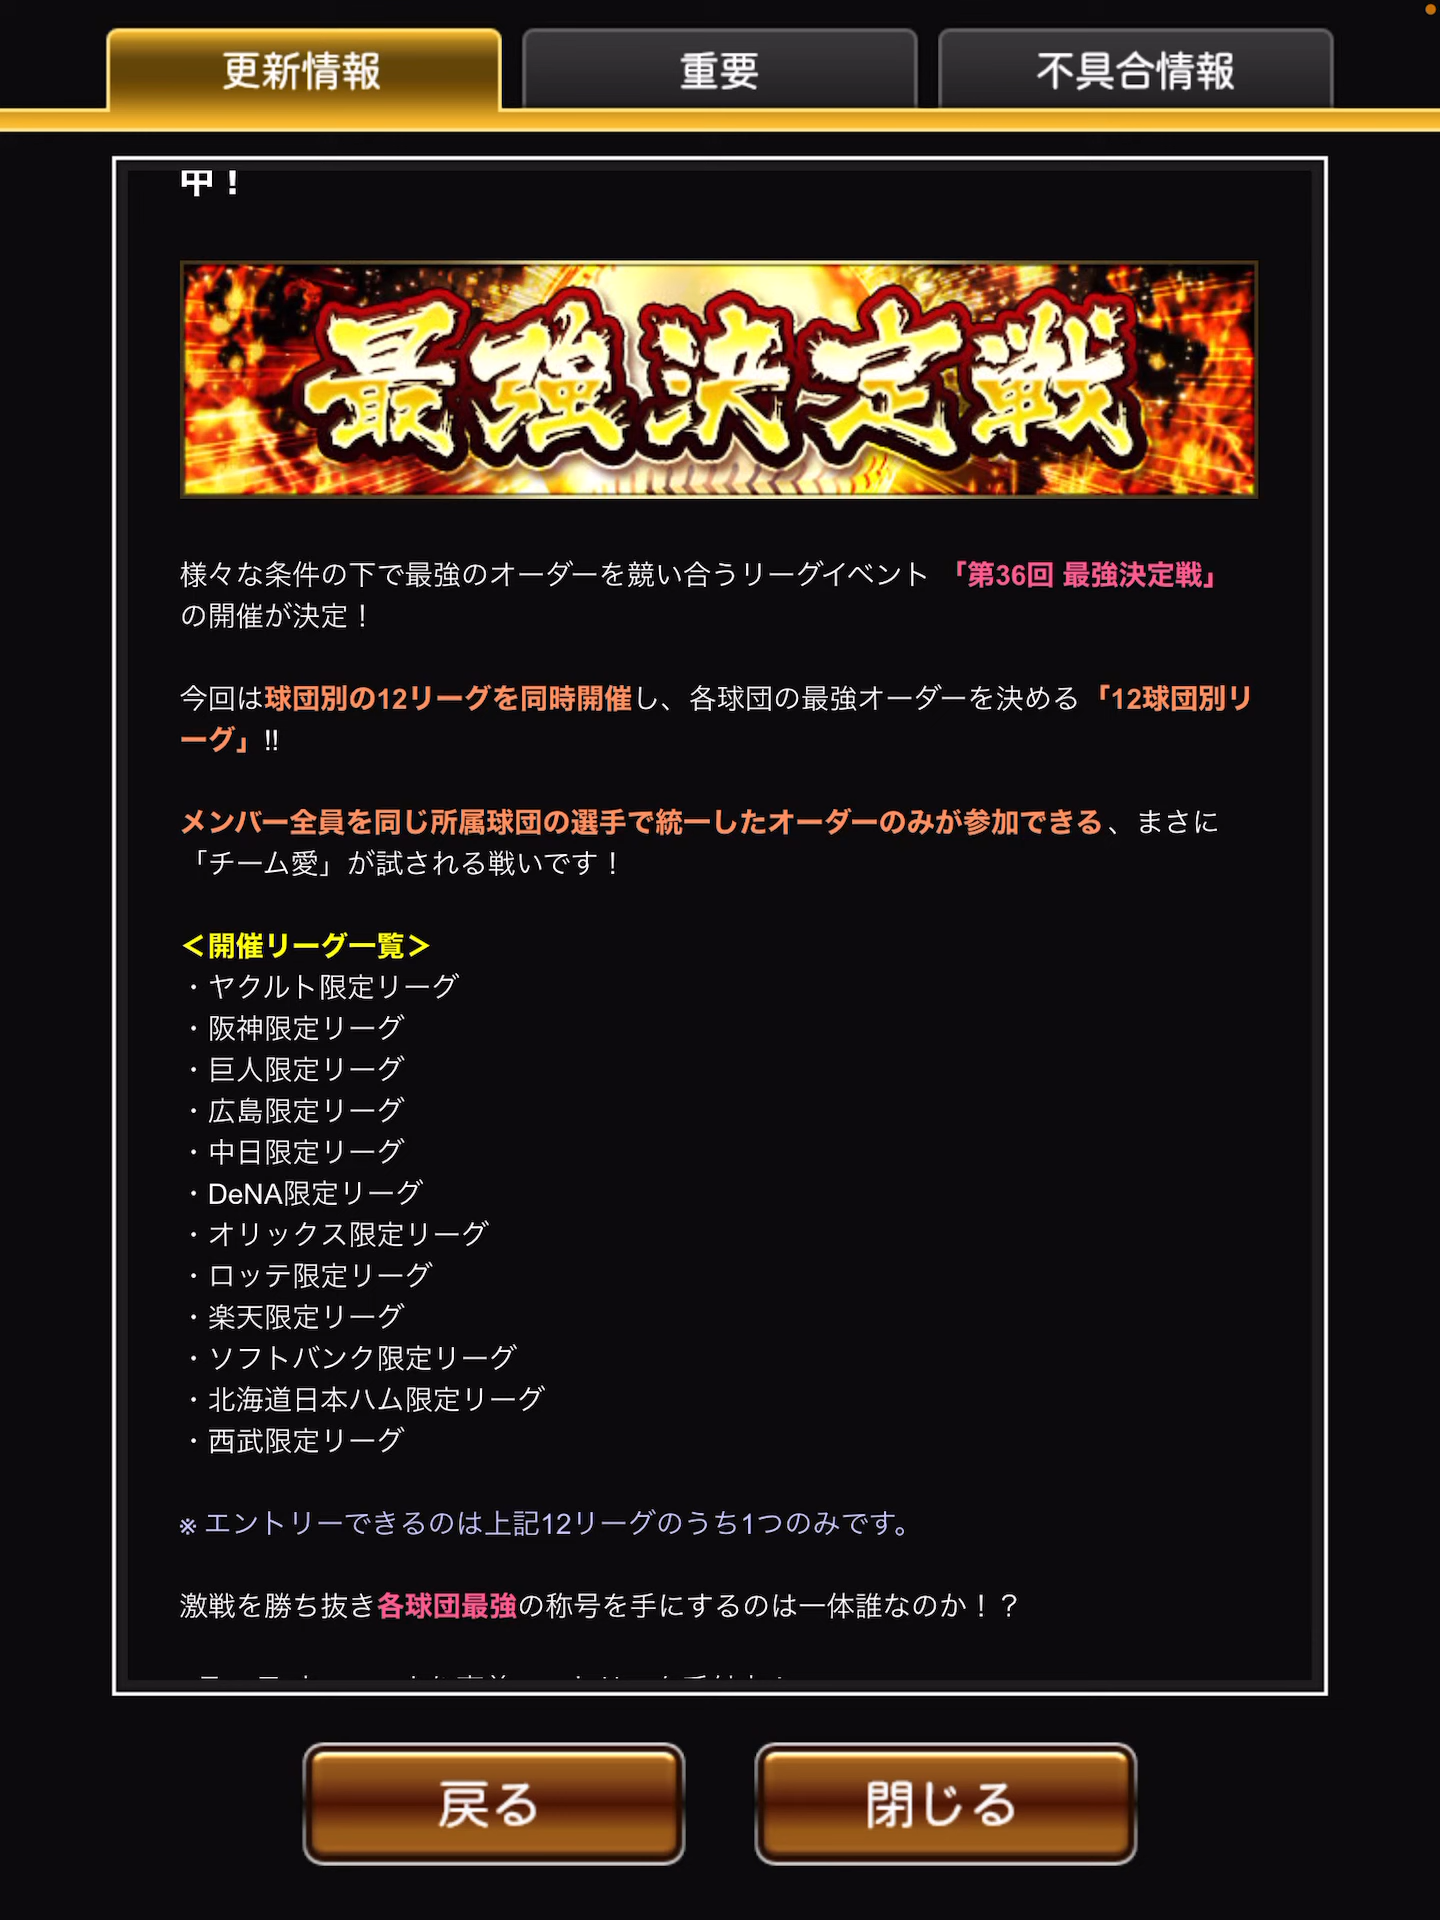 更新情報
重要
不具合情報
中！
最強決定戦
様々な条件の下で最強のオーダーを競い合うリーグイベント「第36回 最強決定戦」
の開催が決定！
今回は球団別の12リーグを同時開催し、各球団の最強オーダーを決める「12球団別リ
ーグ」!!
メンバー全員を同じ所属球団の選手で統一したオーダーのみが参加できる、まさに
「チーム愛」が試される戦いです！
＜開催リーグ一覧＞
・ヤクルト限定リーグ
・阪神限定リーグ
・巨人限定リーグ
・広島限定リーグ
・中日限定リーグ
・DeNA限定リーグ
・オリックス限定リーグ
・ロッテ限定リーグ
・楽天限定リーグ
・ソフトバンク限定リーグ
・北海道日本ハム限定リーグ
・西武限定リーグ
※ エントリーできるのは上記12リーグのうち1つのみです。
激戦を勝ち抜き各球団最強の称号を手にするのは一体誰なのか！？
戻る
閉じる